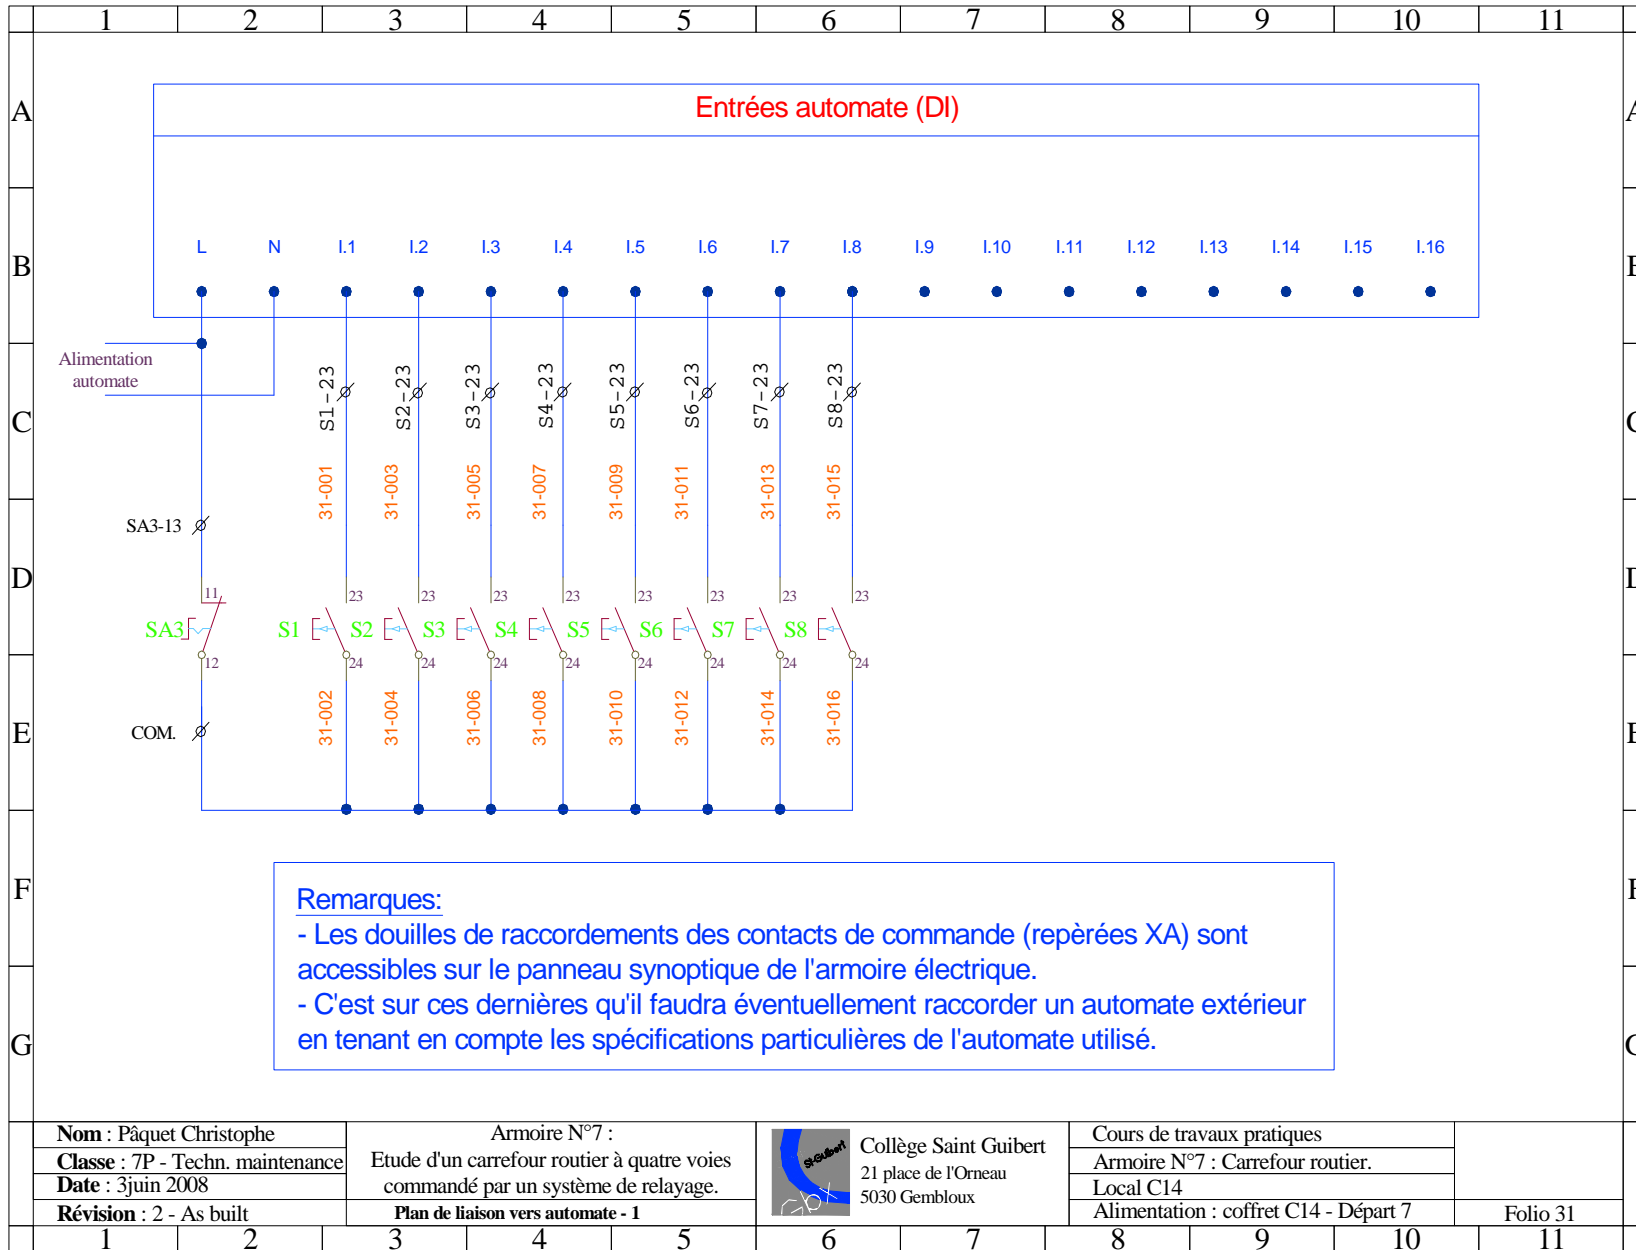 1 2 3 4 5 6 7 8 9 10 11
A
Entrées automate (DI)
B
L N I.1 I.2 I.3 I.4 I.5 I.6 I.7 I.8 I.9 I.10 I.11 I.12 I.13 I.14 I.15 I.16
Alimentation
automate
C
S1-23 S2-23 S3-23 S4-23 S5-23 S6-23 S7-23 S8-23
31-001 31-003 31-005 31-007 31-009 31-011 31-013 31-015
SA3-13
D
11 23 23 23 23 23 23 23 23
SA3 S1 S2 S3 S4 S5 S6 S7 S8
12 24 24 24 24 24 24 24 24
31-002 31-004 31-006 31-008 31-010 31-012 31-014 31-016
E
COM.
F
Remarques:
- Les douilles de raccordements des contacts de commande (repèrées XA) sont
accessibles sur le panneau synoptique de l'armoire électrique.
- C'est sur ces dernières qu'il faudra éventuellement raccorder un automate extérieur
en tenant en compte les spécifications particulières de l'automate utilisé.
G
Nom : Pâquet Christophe
Classe : 7P - Techn. maintenance
Date : 3juin 2008
Révision : 2 - As built
Armoire N°7 :
Etude d'un carrefour routier à quatre voies
commandé par un système de relayage.
Plan de liaison vers automate - 1
St-Guibert
Gbx
Collège Saint Guibert
21 place de l'Orneau
5030 Gembloux
Cours de travaux pratiques
Armoire N°7 : Carrefour routier.
Local C14
Alimentation : coffret C14 - Départ 7
Folio 31
1 2 3 4 5 6 7 8 9 10 11